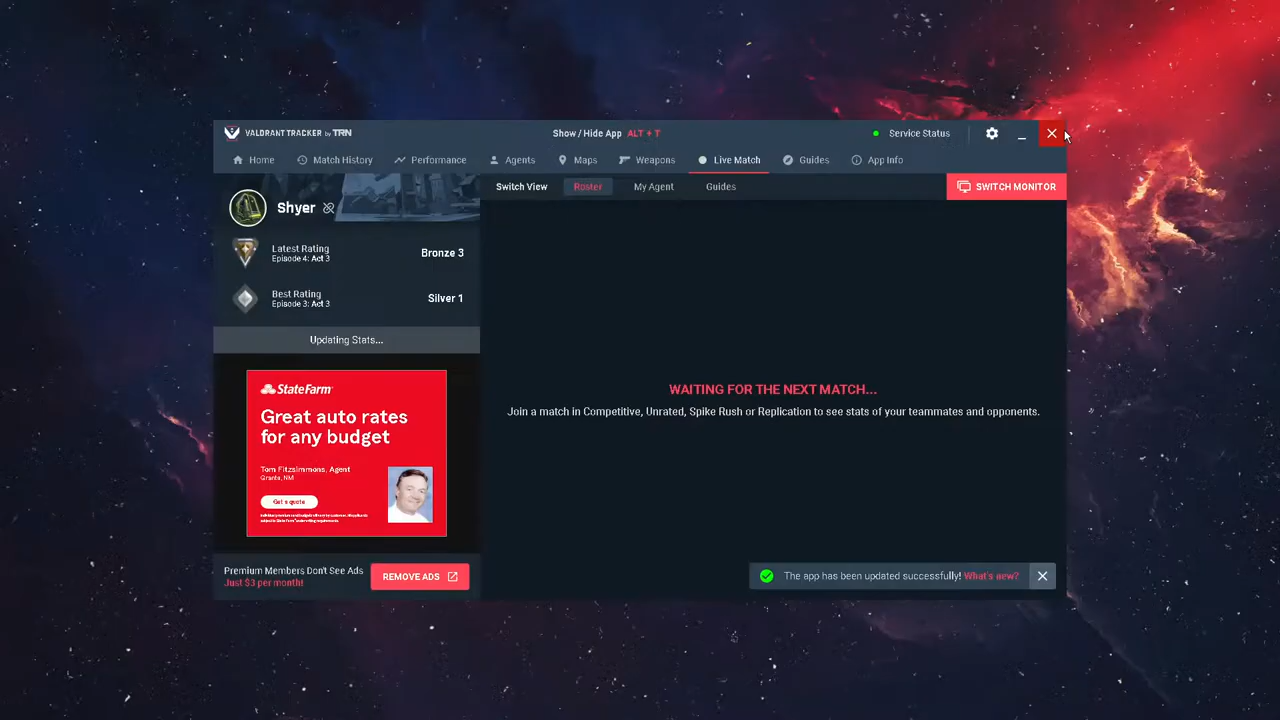 VALORANT TRACKER by TRN
Show / Hide App ALT + T
Service Status
Home
Match History
Performance
Agents
Maps
Weapons
Live Match
Guides
App Info
Switch View
Roster
My Agent
Guides
SWITCH MONITOR
Shyer
Latest Rating
Episode 4: Act 3
Bronze 3
Best Rating
Episode 3: Act 3
Silver 1
Updating Stats...
StateFarm
Great auto rates
for any budget
Tom Fitzsimmons, Agent
Grants, NM
Get a quote
WAITING FOR THE NEXT MATCH...
Join a match in Competitive, Unrated, Spike Rush or Replication to see stats of your teammates and opponents.
Premium Members Don't See Ads
Just $3 per month!
REMOVE ADS
The app has been updated successfully! What's new?